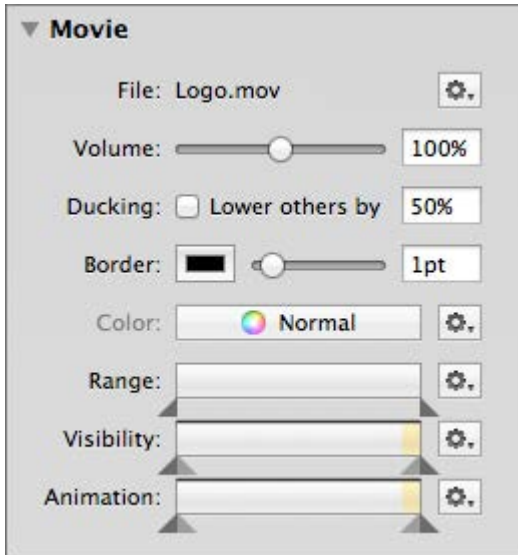 Movie
File: Logo.mov
Volume: 100%
Ducking: Lower others by 50%
Border: 1pt
Color: Normal
Range:
Visibility:
Animation: